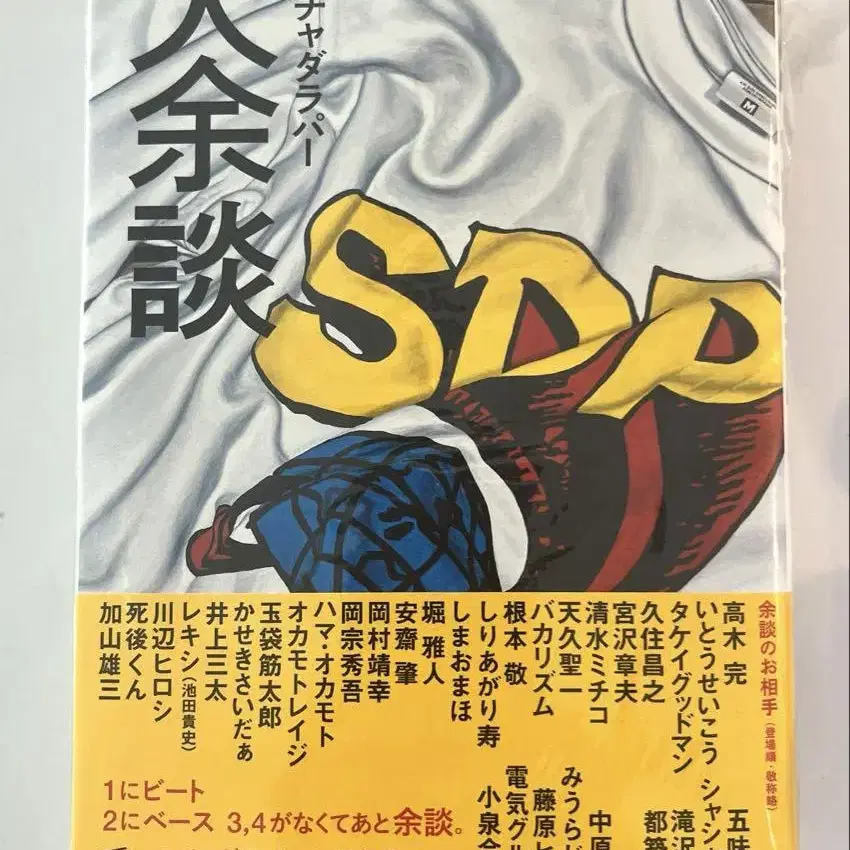 余談
チャダラパー
M
SDP
余談のお相手(登場順・敬称略)
高木 完 五味
いとうせいこう シャシ
タケイグッドマン 滝沢
久住昌之 都築
宮沢章夫
清水ミチコ 中原
天久聖一 みうらじ
バカリズム 藤原ヒ
根本 敬 電気グル
しりあがり寿 小泉
しまおまほ
堀 雅人
安齋 肇
岡村靖幸
岡宗秀吾
ハマ・オカモト
オカモトレイジ
玉袋筋太郎
かせきさいだぁ
井上三太
レキシ(池田貴史)
川辺ヒロシ
死後くん
加山雄三
1にビート
2にベース 3,4がなくてあと余談。